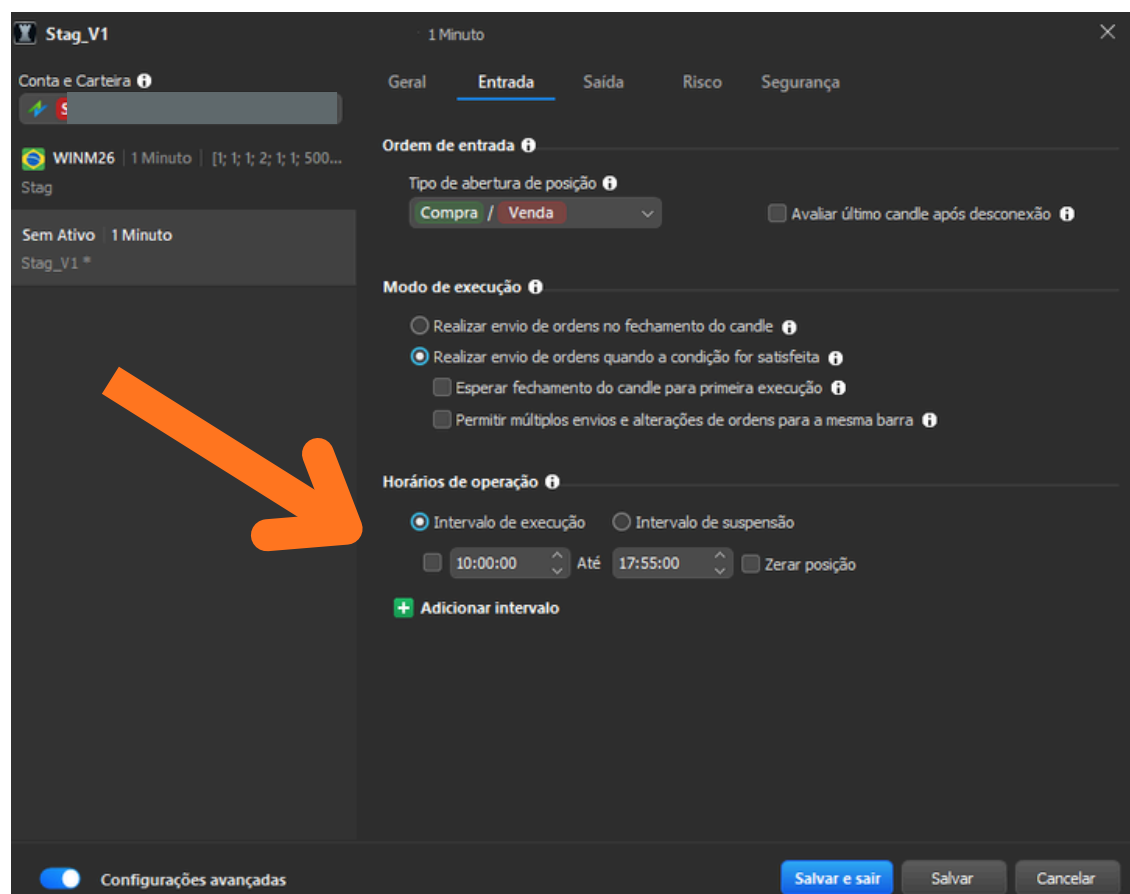 Stag_V1
1 Minuto
Conta e Carteira
S
WINM26 | 1 Minuto | [1; 1; 1; 2; 1; 1; 500...
Stag
Sem Ativo | 1 Minuto
Stag_V1 *
Geral Entrada Saída Risco Segurança
Ordem de entrada
Tipo de abertura de posição
Compra / Venda
Avaliar último candle após desconexão
Modo de execução
Realizar envio de ordens no fechamento do candle
Realizar envio de ordens quando a condição for satisfeita
Esperar fechamento do candle para primeira execução
Permitir múltiplos envios e alterações de ordens para a mesma barra
Horários de operação
Intervalo de execução Intervalo de suspensão
10:00:00 Até 17:55:00 Zerar posição
Adicionar intervalo
Configurações avançadas
Salvar e sair Salvar Cancelar